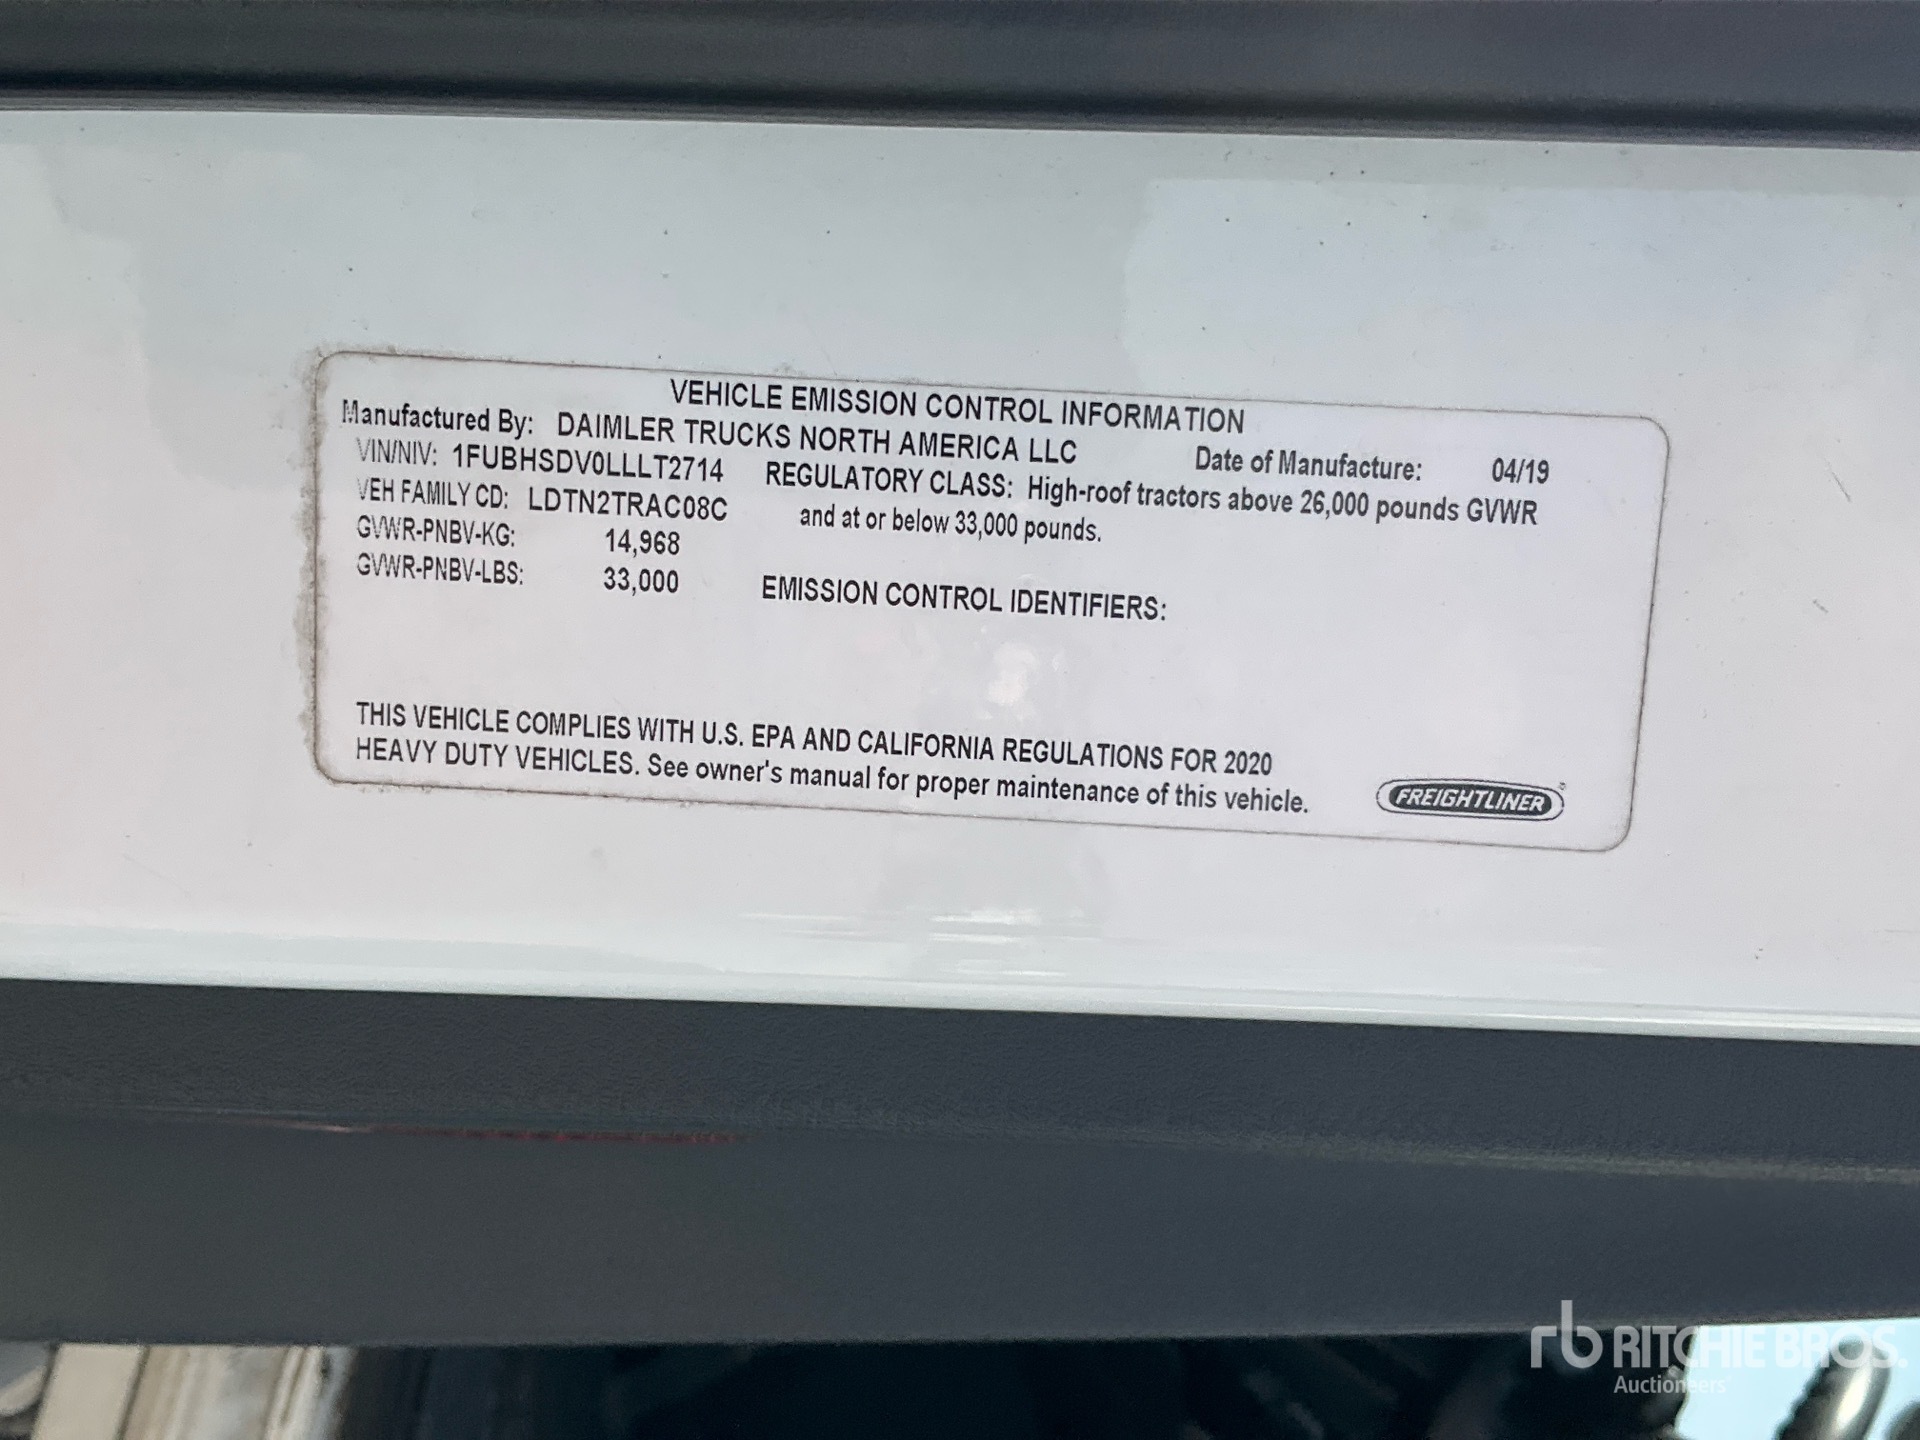 VEHICLE EMISSION CONTROL INFORMATION
Manufactured By: DAIMLER TRUCKS NORTH AMERICA LLC Date of Manufacture: 04/19
VIN/NIV: 1FUBHSDV0LLLT2714 REGULATORY CLASS: High-roof tractors above 26,000 pounds GVWR
VEH FAMILY CD: LDTN2TRAC08C and at or below 33,000 pounds.
GVWR-PNBV-KG: 14,968
GVWR-PNBV-LBS: 33,000 EMISSION CONTROL IDENTIFIERS:
THIS VEHICLE COMPLIES WITH U.S. EPA AND CALIFORNIA REGULATIONS FOR 2020
HEAVY DUTY VEHICLES. See owner's manual for proper maintenance of this vehicle.
FREIGHTLINER
rb RITCHIE BROS.
Auctioneers